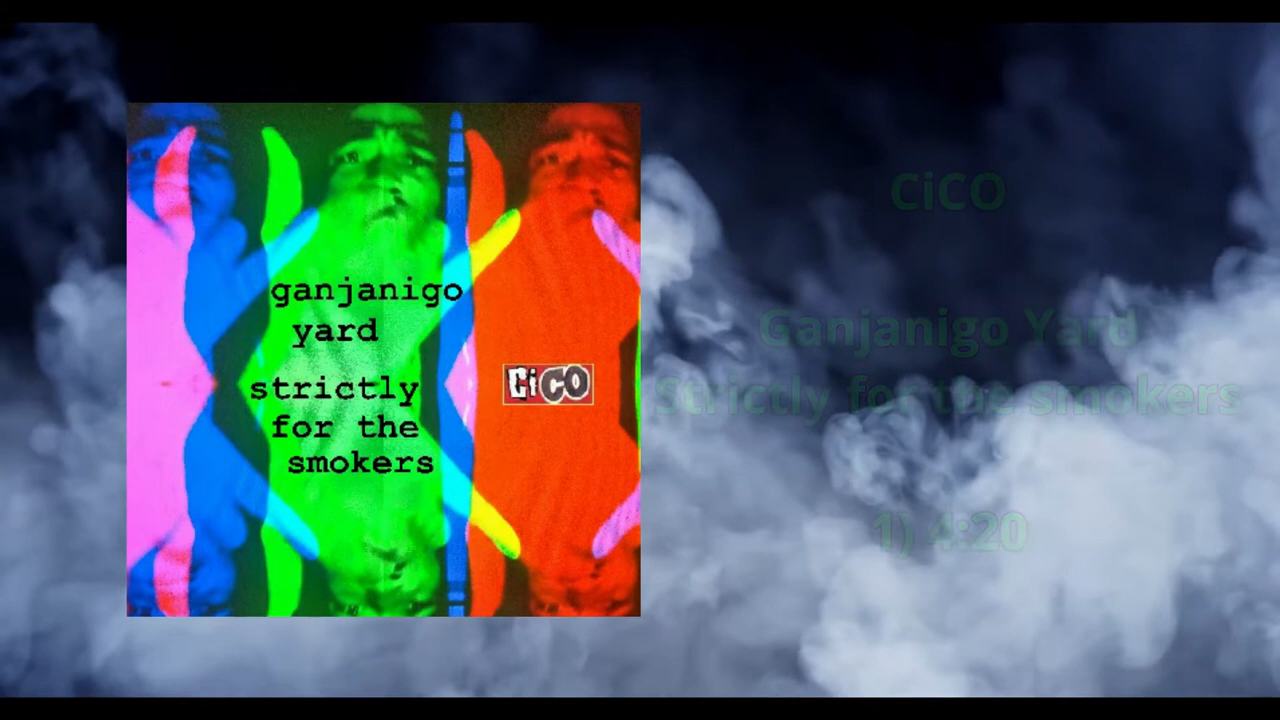 ganjanigo
yard
strictly
for the
smokers
CiCO
CiCO
Ganjanigo Yard
Strictly for the smokers
1) 4:20